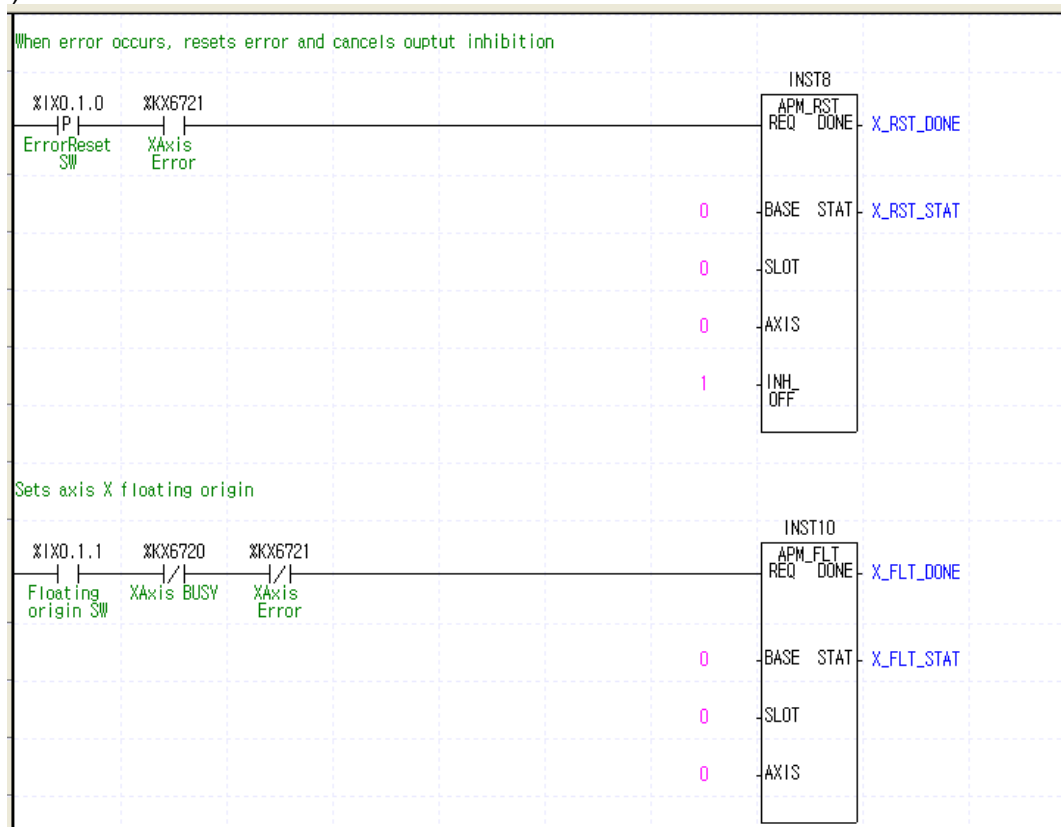 )
When error occurs, resets error and cancels ouptut inhibition
INST8
%IX0.1.0 %KX6721 APM_RST
P REQ DONE X_RST_DONE
ErrorReset SW XAxis Error
0 BASE STAT X_RST_STAT
0 SLOT
0 AXIS
1 INH_OFF
Sets axis X floating origin
INST10
%IX0.1.1 %KX6720 %KX6721 APM_FLT
REQ DONE X_FLT_DONE
Floating origin SW XAxis BUSY XAxis Error
0 BASE STAT X_FLT_STAT
0 SLOT
0 AXIS